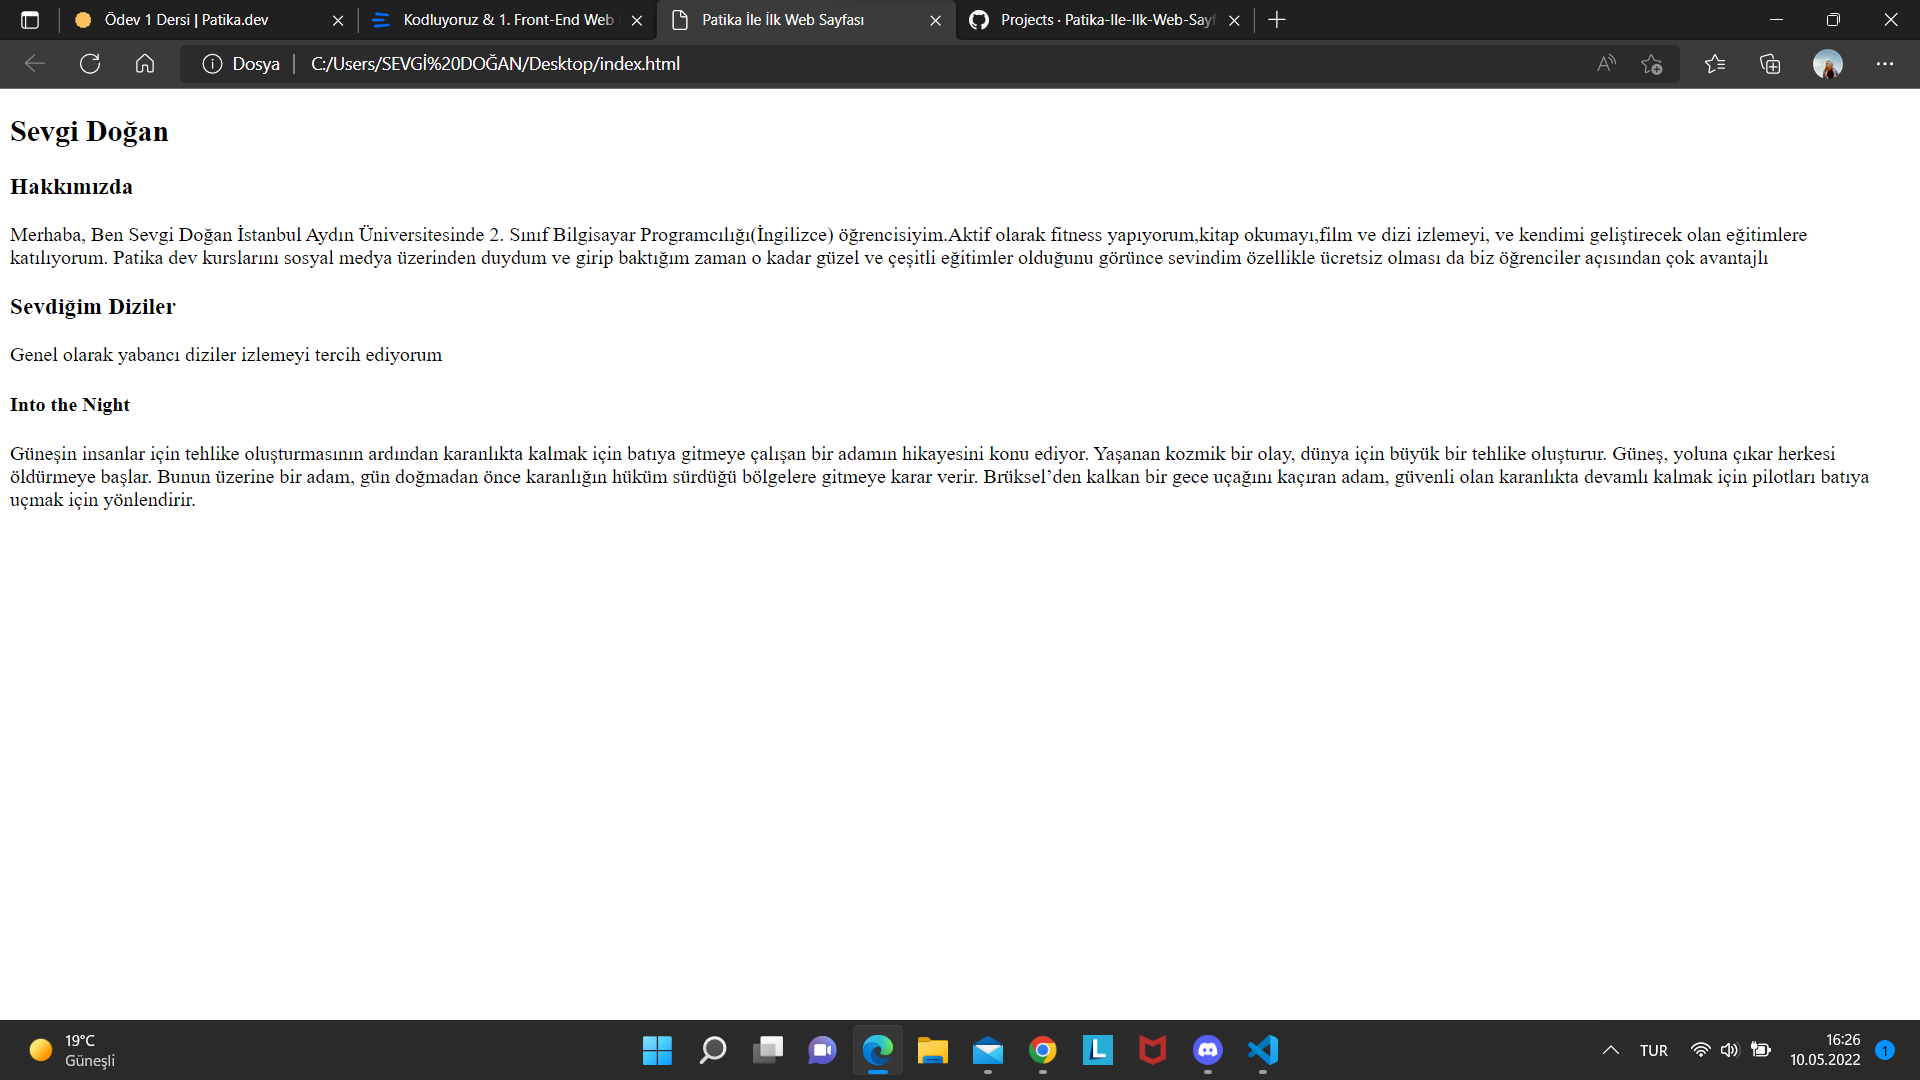 Ödev 1 Dersi | Patika.dev
Kodluyoruz & 1. Front-End Web
Patika İle İlk Web Sayfası
Projects · Patika-Ile-Ilk-Web-Sayf
Dosya
C:/Users/SEVGİ%20DOĞAN/Desktop/index.html
Sevgi Doğan
Hakkımızda
Merhaba, Ben Sevgi Doğan İstanbul Aydın Üniversitesinde 2. Sınıf Bilgisayar Programcılığı(İngilizce) öğrencisiyim.Aktif olarak fitness yapıyorum,kitap okumayı,film ve dizi izlemeyi, ve kendimi geliştirecek olan eğitimlere
katılıyorum. Patika dev kurslarını sosyal medya üzerinden duydum ve girip baktığım zaman o kadar güzel ve çeşitli eğitimler olduğunu görünce sevindim özellikle ücretsiz olması da biz öğrenciler açısından çok avantajlı
Sevdiğim Diziler
Genel olarak yabancı diziler izlemeyi tercih ediyorum
Into the Night
Güneşin insanlar için tehlike oluşturmasının ardından karanlıkta kalmak için batıya gitmeye çalışan bir adamın hikayesini konu ediyor. Yaşanan kozmik bir olay, dünya için büyük bir tehlike oluşturur. Güneş, yoluna çıkar herkesi
öldürmeye başlar. Bunun üzerine bir adam, gün doğmadan önce karanlığın hüküm sürdüğü bölgelere gitmeye karar verir. Brüksel’den kalkan bir gece uçağını kaçıran adam, güvenli olan karanlıkta devamlı kalmak için pilotları batıya
uçmak için yönlendirir.
19°C
Güneşli
TUR
16:26
10.05.2022
1